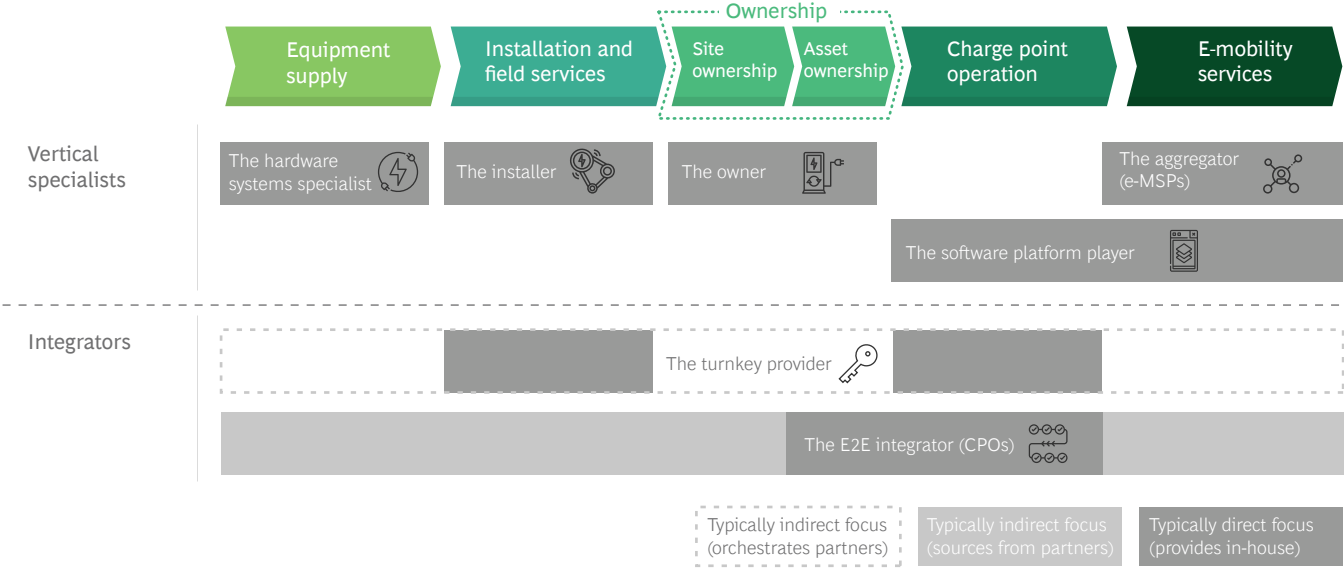 Ownership
Equipment
supply
Installation and
field services
Site
ownership
Asset
ownership
Charge point
operation
E-mobility
services
Vertical
specialists
The hardware
systems specialist
The installer
The owner
The aggregator
(e-MSPs)
The software platform player
Integrators
The turnkey provider
The E2E integrator (CPOs)
Typically indirect focus
(orchestrates partners)
Typically indirect focus
(sources from partners)
Typically direct focus
(provides in-house)